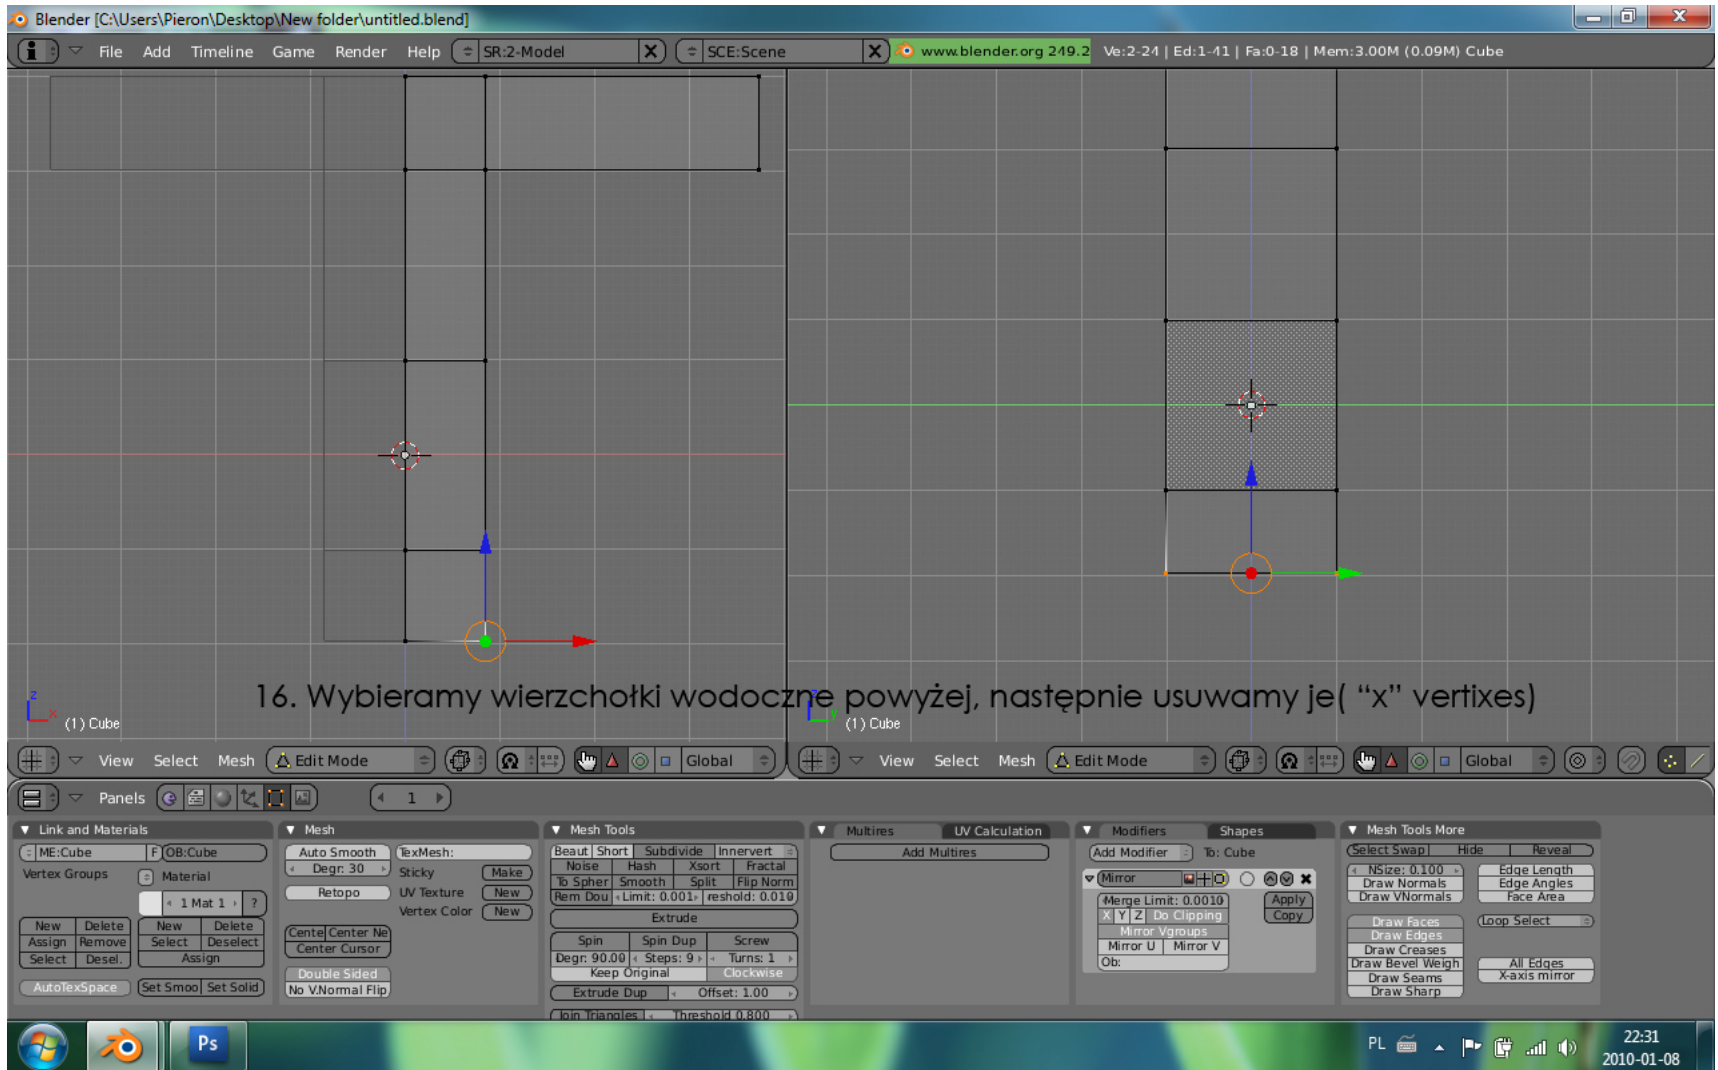 Blender [C:\Users\Pieron\Desktop\New folder\untitled.blend]
File Add Timeline Game Render Help SR:2-Model X SCE:Scene X www.blender.org 249.2 Ve:2-24 | Ed:1-41 | Fa:0-18 | Mem:3.00M (0.09M) Cube
16. Wybieramy wierzchołki wodoczne powyżej, następnie usuwamy je( “x” vertixes)
z x (1) Cube
z y (1) Cube
View Select Mesh Edit Mode Global
View Select Mesh Edit Mode Global
Panels 1
Link and Materials
ME:Cube F OB:Cube
Vertex Groups
Material
1 Mat 1 ?
New Delete New Delete
Assign Remove Select Deselect
Select Desel. Assign
AutoTexSpace Set Smoo Set Solid
Mesh
Auto Smooth TexMesh:
Degr: 30 Sticky Make
Retopo UV Texture New
Vertex Color New
Cente Center Ne
Center Cursor
Double Sided
No V.Normal Flip
Mesh Tools
Beaut Short Subdivide Innervert
Noise Hash Xsort Fractal
To Spher Smooth Split Flip Norm
Rem Dou Limit: 0.001 reshold: 0.010
Extrude
Spin Spin Dup Screw
Degr: 90.00 Steps: 9 Turns: 1
Keep Original Clockwise
Extrude Dup Offset: 1.00
Join Triangles Threshold 0.800
Multires UV Calculation
Add Multires
Modifiers Shapes
Add Modifier To: Cube
Mirror
Merge Limit: 0.0010 Apply
X Y Z Do Clipping Copy
Mirror Vgroups
Mirror U Mirror V
Ob:
Mesh Tools More
Select Swap Hide Reveal
NSize: 0.100 Edge Length
Draw Normals Edge Angles
Draw VNormals Face Area
Draw Faces Loop Select
Draw Edges
Draw Creases
Draw Bevel Weigh All Edges
Draw Seams X-axis mirror
Draw Sharp
Ps
PL
22:31
2010-01-08